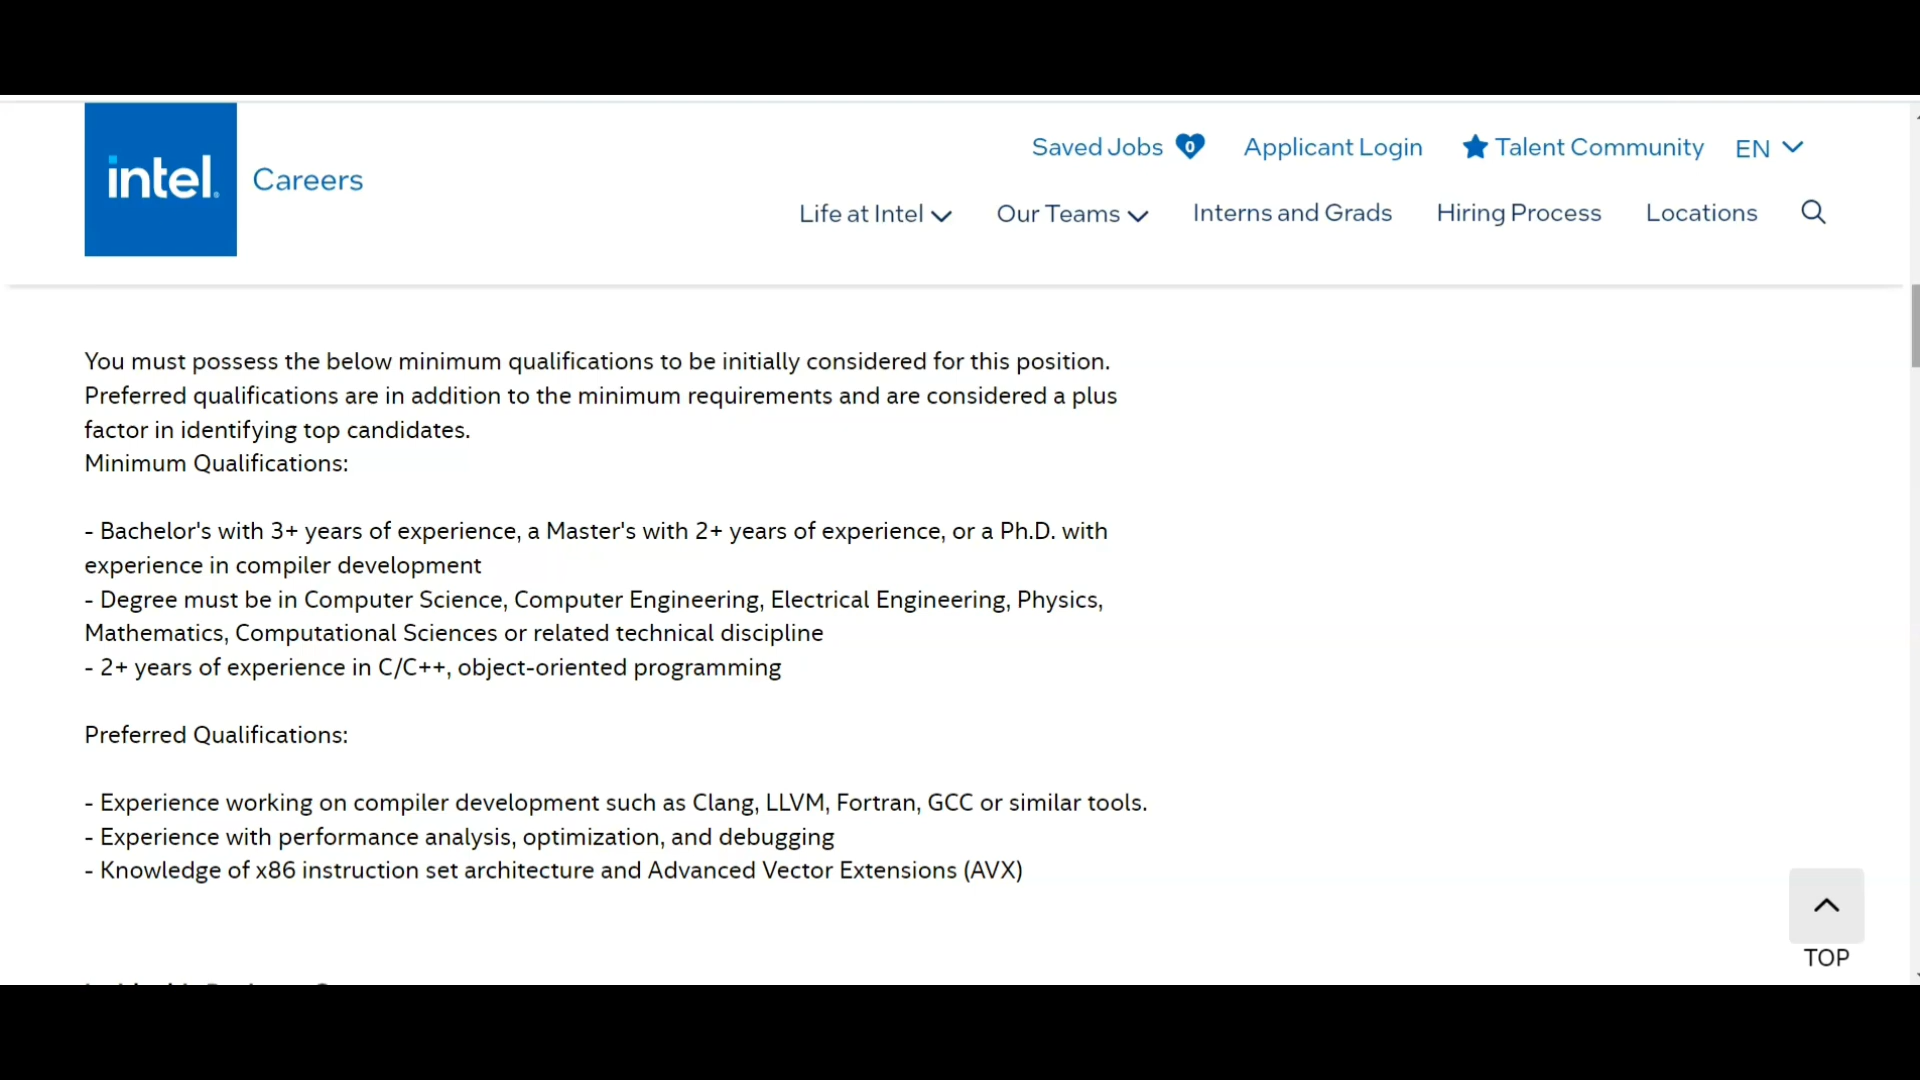 Saved Jobs 0 Applicant Login Talent Community EN
intel. Careers
Life at Intel Our Teams Interns and Grads Hiring Process Locations
You must possess the below minimum qualifications to be initially considered for this position.
Preferred qualifications are in addition to the minimum requirements and are considered a plus
factor in identifying top candidates.
Minimum Qualifications:
- Bachelor's with 3+ years of experience, a Master's with 2+ years of experience, or a Ph.D. with
experience in compiler development
- Degree must be in Computer Science, Computer Engineering, Electrical Engineering, Physics,
Mathematics, Computational Sciences or related technical discipline
- 2+ years of experience in C/C++, object-oriented programming
Preferred Qualifications:
- Experience working on compiler development such as Clang, LLVM, Fortran, GCC or similar tools.
- Experience with performance analysis, optimization, and debugging
- Knowledge of x86 instruction set architecture and Advanced Vector Extensions (AVX)
TOP